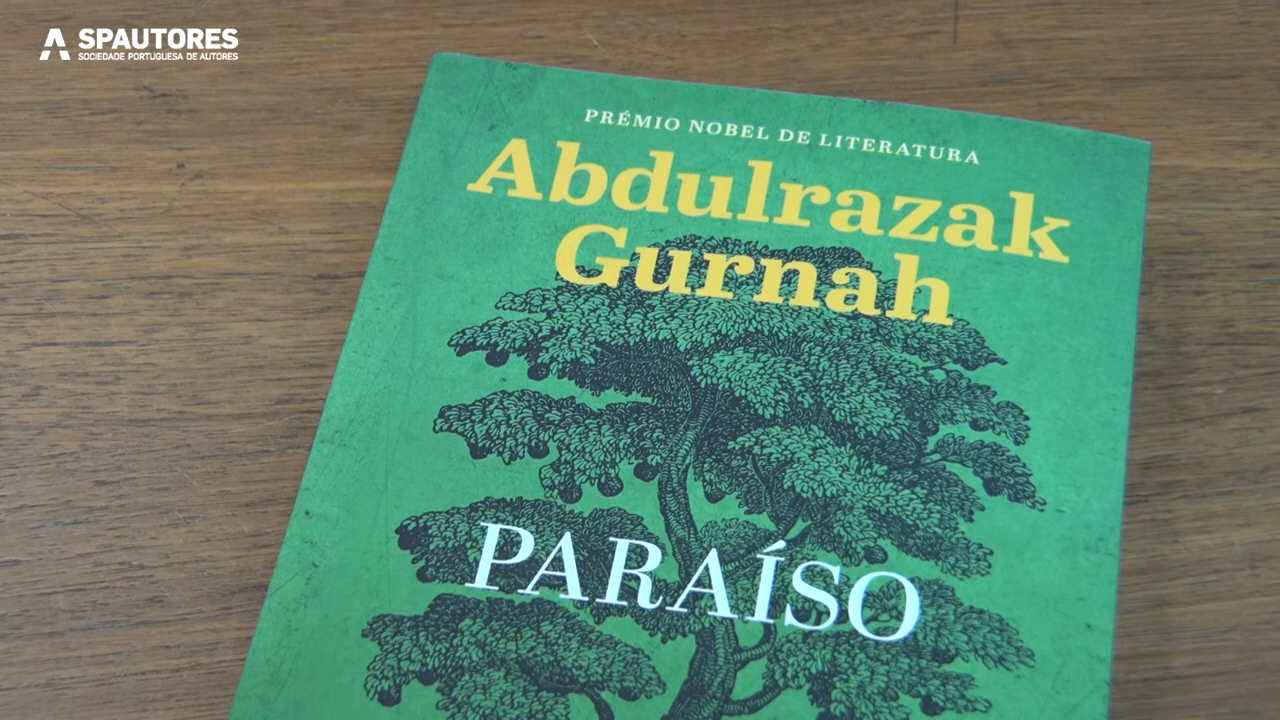 SPAUTORES
SOCIEDADE PORTUGUESA DE AUTORES
PRÉMIO NOBEL DE LITERATURA
Abdulrazak
Gurnah
PARAÍSO